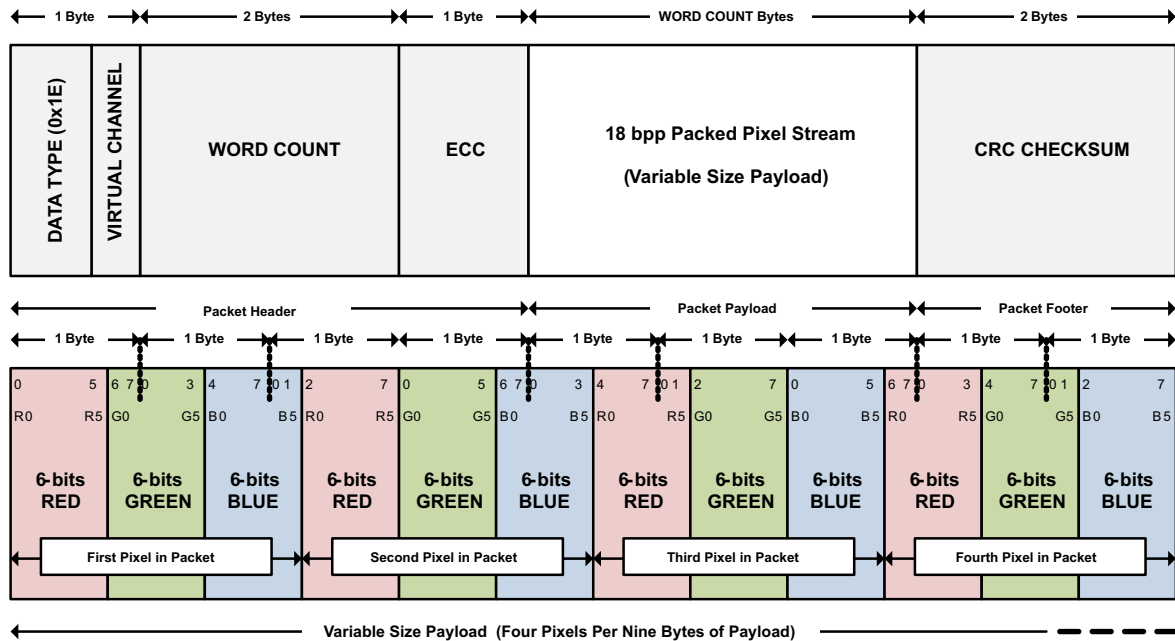 1 Byte 2 Bytes 1 Byte WORD COUNT Bytes 2 Bytes
DATA TYPE (0x1E)
VIRTUAL CHANNEL
WORD COUNT
ECC
18 bpp Packed Pixel Stream
(Variable Size Payload)
CRC CHECKSUM
Packet Header Packet Payload Packet Footer
1 Byte 1 Byte 1 Byte 1 Byte 1 Byte 1 Byte 1 Byte 1 Byte 1 Byte
0 5 6 7 0 3 4 7 0 1 2 7 0 5 6 7 0 3 4 7 0 1 2 7 0 5 6 7 0 3 4 7 0 1 2 7
R0 R5 G0 G5 B0 B5 R0 R5 G0 G5 B0 B5 R0 R5 G0 G5 B0 B5 R0 R5 G0 G5 B0 B5
6-bits 6-bits 6-bits 6-bits 6-bits 6-bits 6-bits 6-bits 6-bits 6-bits 6-bits 6-bits
RED GREEN BLUE RED GREEN BLUE RED GREEN BLUE RED GREEN BLUE
First Pixel in Packet Second Pixel in Packet Third Pixel in Packet Fourth Pixel in Packet
Variable Size Payload (Four Pixels Per Nine Bytes of Payload)